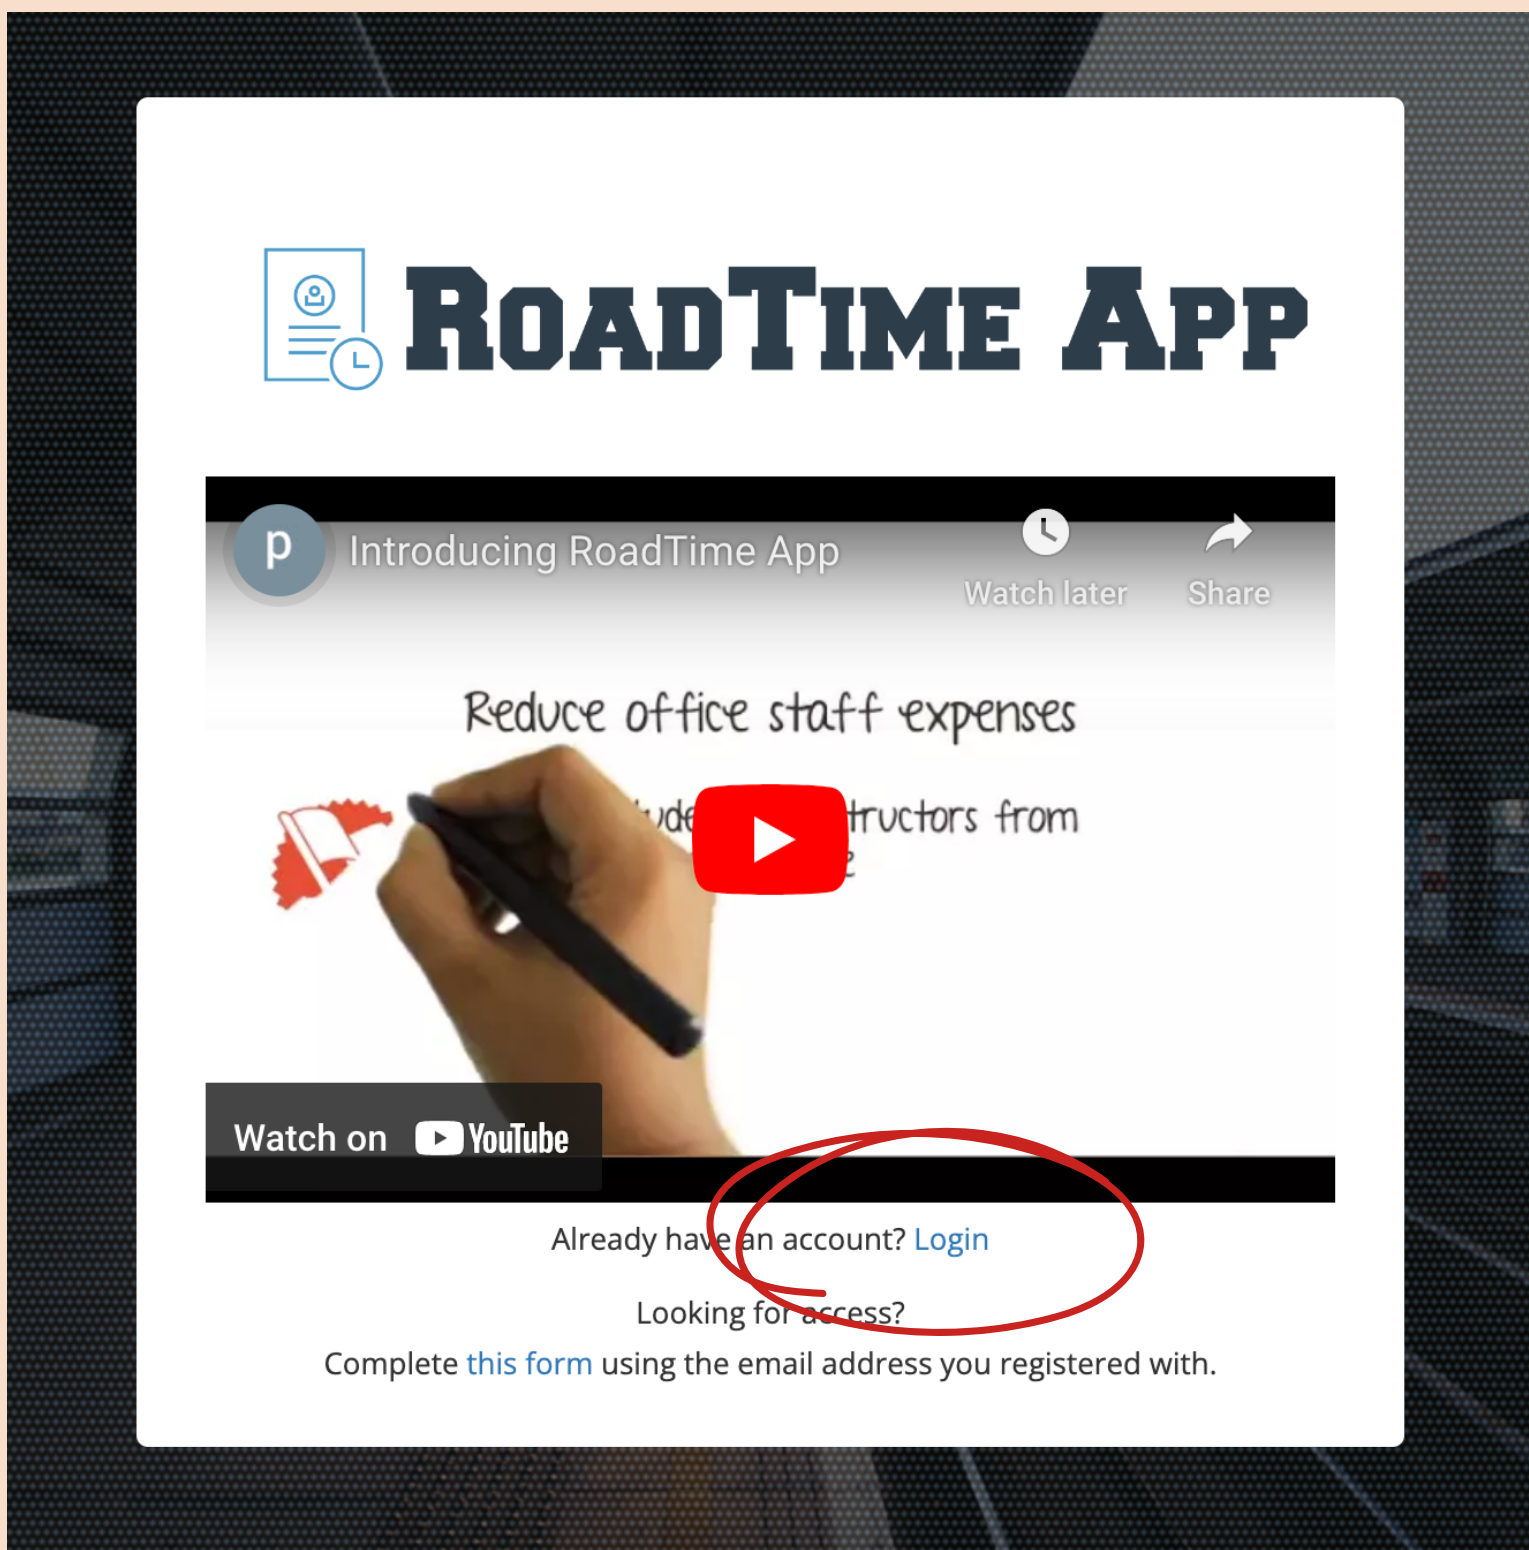 RoadTime App
p
Introducing RoadTime App
Watch later
Share
Reduce office staff expenses
from
Watch on YouTube
Already have an account? Login
Looking for access?
Complete this form using the email address you registered with.